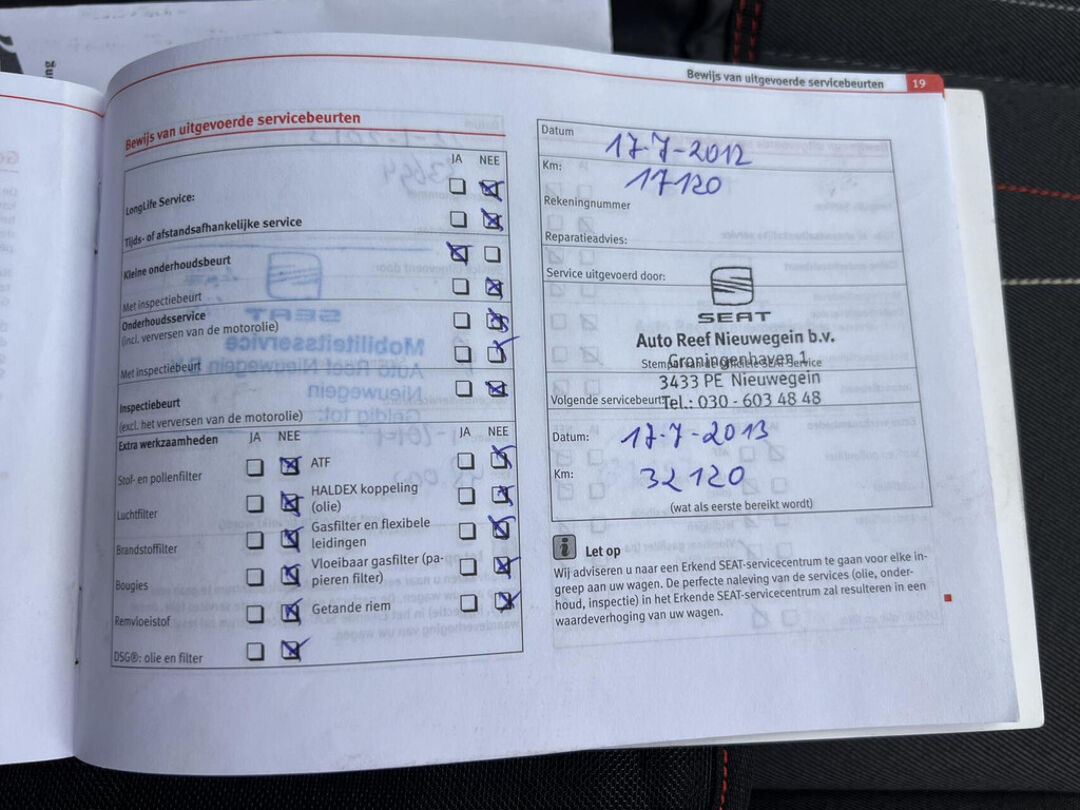 Bewijs van uitgevoerde servicebeurten 19
Bewijs van uitgevoerde servicebeurten
JA NEE
LongLife Service:
Tijds- of afstandsafhankelijke service
Kleine onderhoudsbeurt
Met inspectiebeurt
Onderhoudsservice
(incl. verversen van de motorolie)
Met inspectiebeurt
Inspectiebeurt
(excl. het verversen van de motorolie)
Extra werkzaamheden JA NEE JA NEE
Stof- en pollenfilter
Luchtfilter
Brandstoffilter
Bougies
Remvloeistof
DSG®: olie en filter
ATF
HALDEX koppeling
(olie)
Gasfilter en flexibele
leidingen
Vloeibaar gasfilter (pa-
pieren filter)
Getande riem
Datum 17-7-2012
Km: 17120
Rekeningnummer
Reparatieadvies:
Service uitgevoerd door:
SEAT
Auto Reef Nieuwegein b.v.
Groningenhaven 1
Stempel van de officiële SEAT-Service
3433 PE Nieuwegein
Volgende servicebeurt:
Tel.: 030 - 603 48 48
Datum: 17-7-2013
Km: 32120
(wat als eerste bereikt wordt)
i Let op
Wij adviseren u naar een Erkend SEAT-servicecentrum te gaan voor elke in-
greep aan uw wagen. De perfecte naleving van de services (olie, onder-
houd, inspectie) in het Erkende SEAT-servicecentrum zal resulteren in een
waardeverhoging van uw wagen.